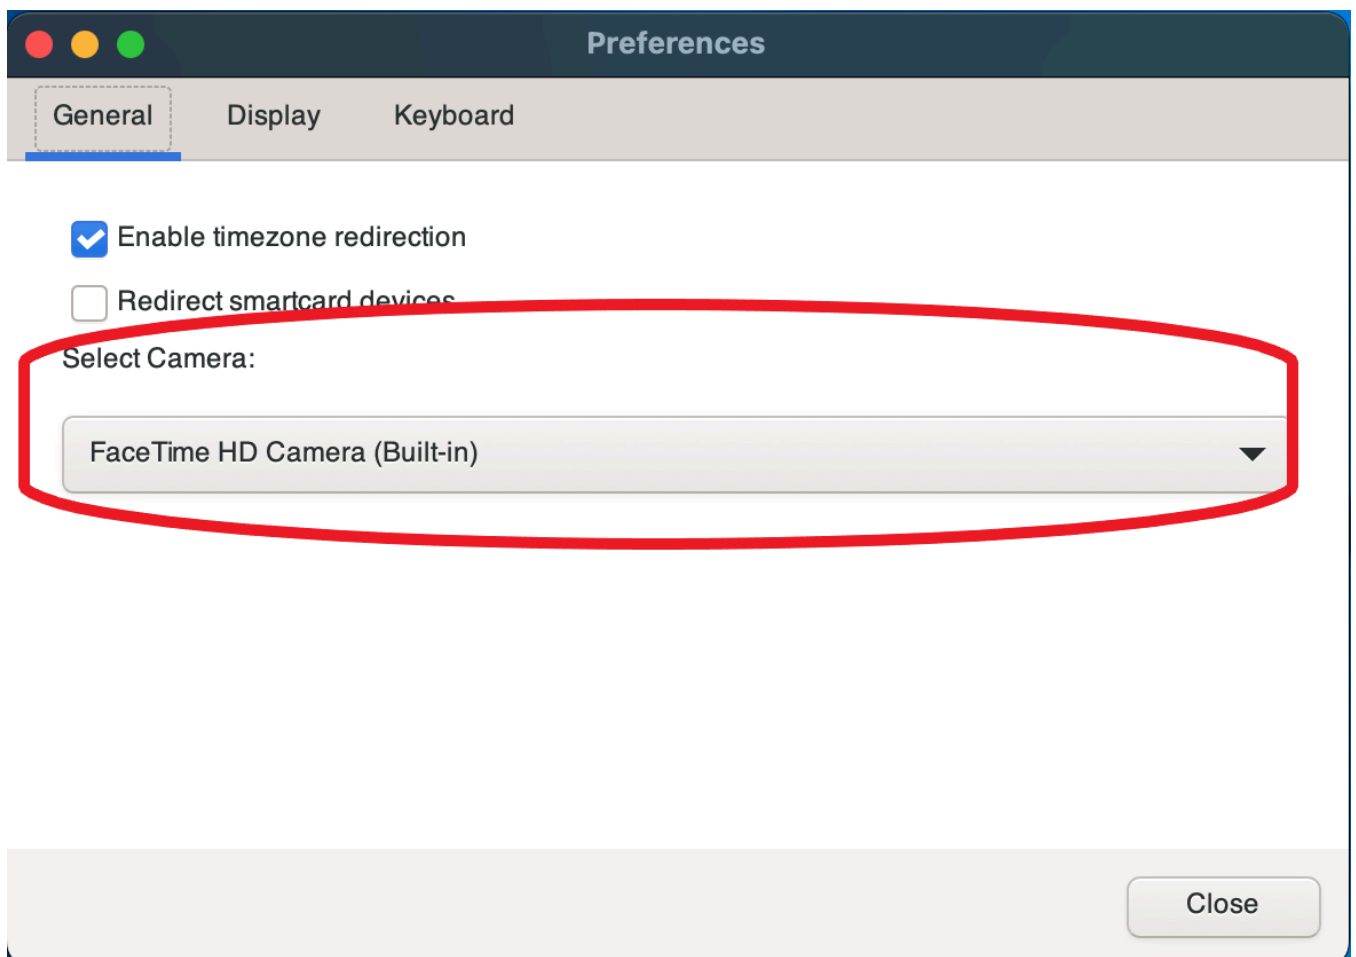 Preferences
General Display Keyboard
Enable timezone redirection
Redirect smartcard devices
Select Camera:
FaceTime HD Camera (Built-in)
Close